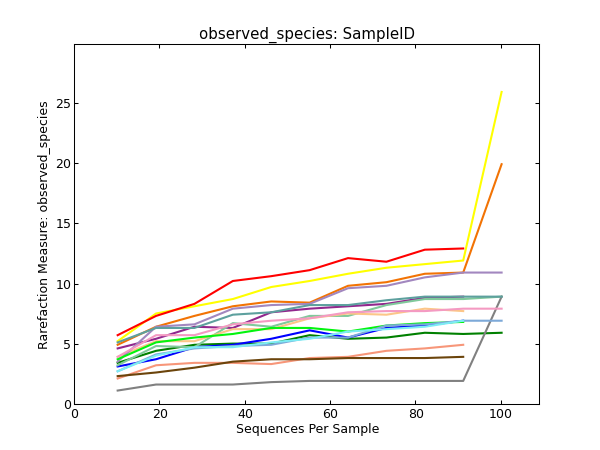 observed_species: SampleID
Rarefaction Measure: observed_species
25
20
15
10
5
0
0 20 40 60 80 100
Sequences Per Sample